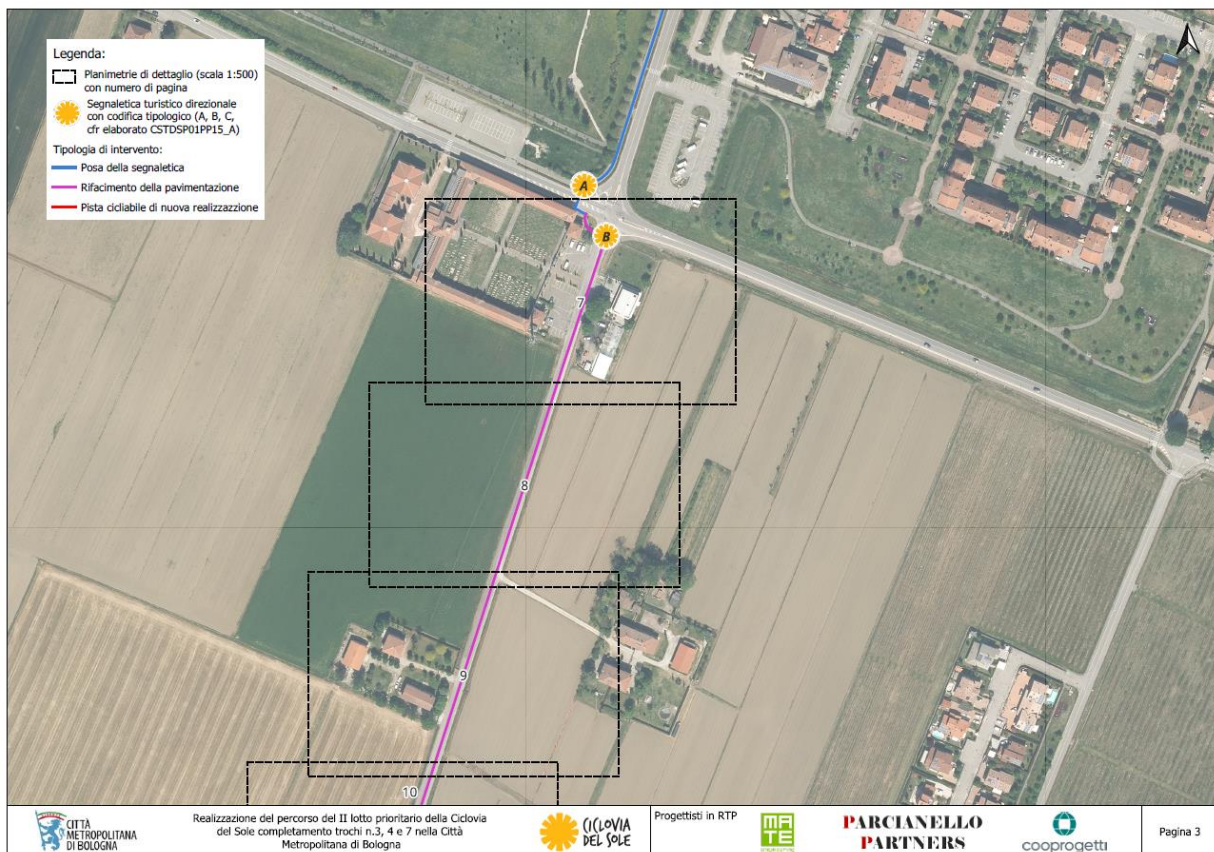 Legenda:
Planimetrie di dettaglio (scala 1:500)
con numero di pagina
Segnaletica turistico direzionale
con codifica tipologico (A, B, C,
cfr elaborato CSTDSP01PP15_A)
Tipologia di intervento:
Posa della segnaletica
Rifacimento della pavimentazione
Pista cicliabile di nuova realizzazzione
A
B
7
8
9
10
CITTÀ
METROPOLITANA
DI BOLOGNA
Realizzazione del percorso del II lotto prioritario della Ciclovia
del Sole completamento trochi n.3, 4 e 7 nella Città
Metropolitana di Bologna
CICLOVIA
DEL SOLE
Progettisti in RTP
MATE
PARCIANELLO
PARTNERS
cooprogetti
Pagina 3